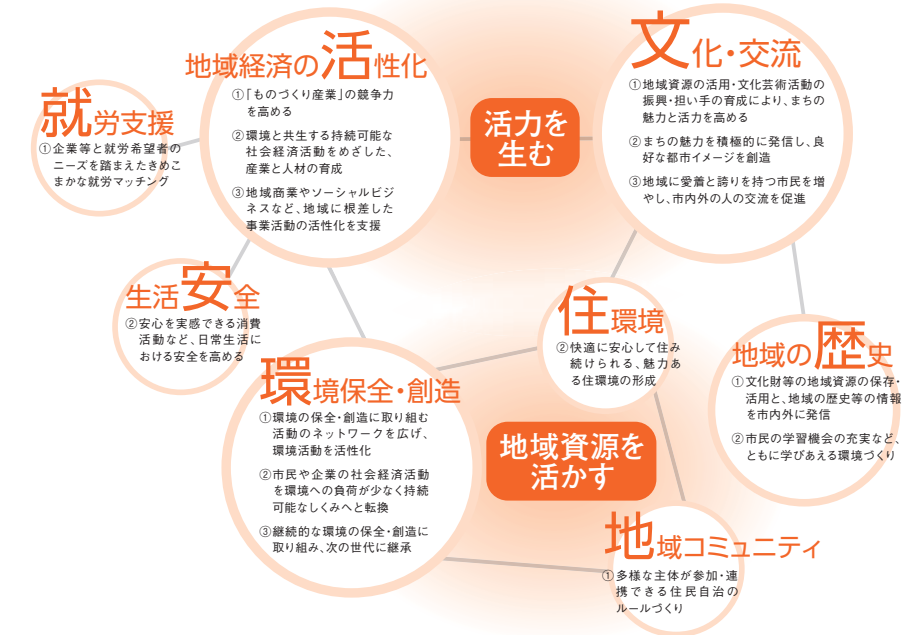 地域経済の活性化
①「ものづくり産業」の競争力
を高める
②環境と共生する持続可能な
社会経済活動をめざした、
産業と人材の育成
③地域商業やソーシャルビジ
ネスなど、地域に根差した
事業活動の活性化を支援
就労支援
①企業等と就労希望者の
ニーズを踏まえたきめこ
まかな就労マッチング
活力を
生む
文化・交流
①地域資源の活用・文化芸術活動の
振興・担い手の育成により、まちの
魅力と活力を高める
②まちの魅力を積極的に発信し、良
好な都市イメージを創造
③地域に愛着と誇りを持つ市民を増
やし、市内外の人の交流を促進
生活安全
②安心を実感できる消費
活動など、日常生活に
おける安全を高める
住環境
②快適に安心して住み
続けられる、魅力あ
る住環境の形成
地域の歴史
①文化財等の地域資源の保存・
活用と、地域の歴史等の情報
を市内外に発信
②市民の学習機会の充実など、
ともに学びあえる環境づくり
環境保全・創造
①環境の保全・創造に取り組む
活動のネットワークを広げ、
環境活動を活性化
②市民や企業の社会経済活動
を環境への負荷が少なく持続
可能なしくみへと転換
③継続的な環境の保全・創造に
取り組み、次の世代に継承
地域資源を
活かす
地域コミュニティ
①多様な主体が参加・連
携できる住民自治の
ルールづくり